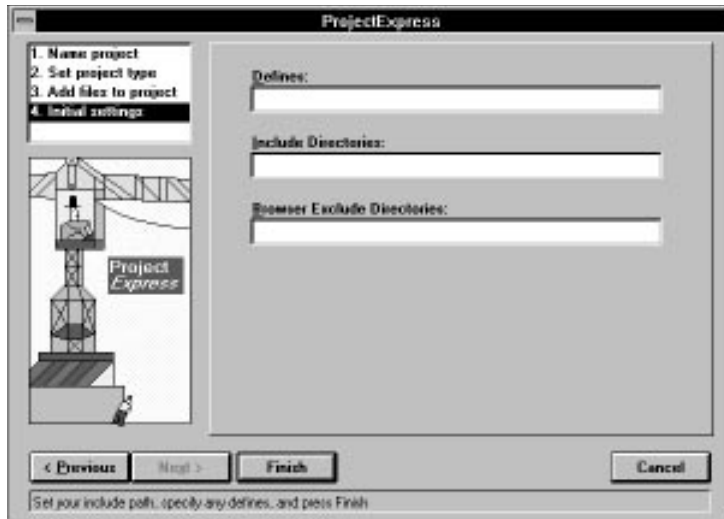 ProjectExpress
1. Name project
2. Set project type
3. Add files to project
4. Initial settings
Defines:
Include Directories:
Browser Exclude Directories:
Project
Express
< Previous
Next >
Finish
Cancel
Set your include path, specify any defines, and press Finish